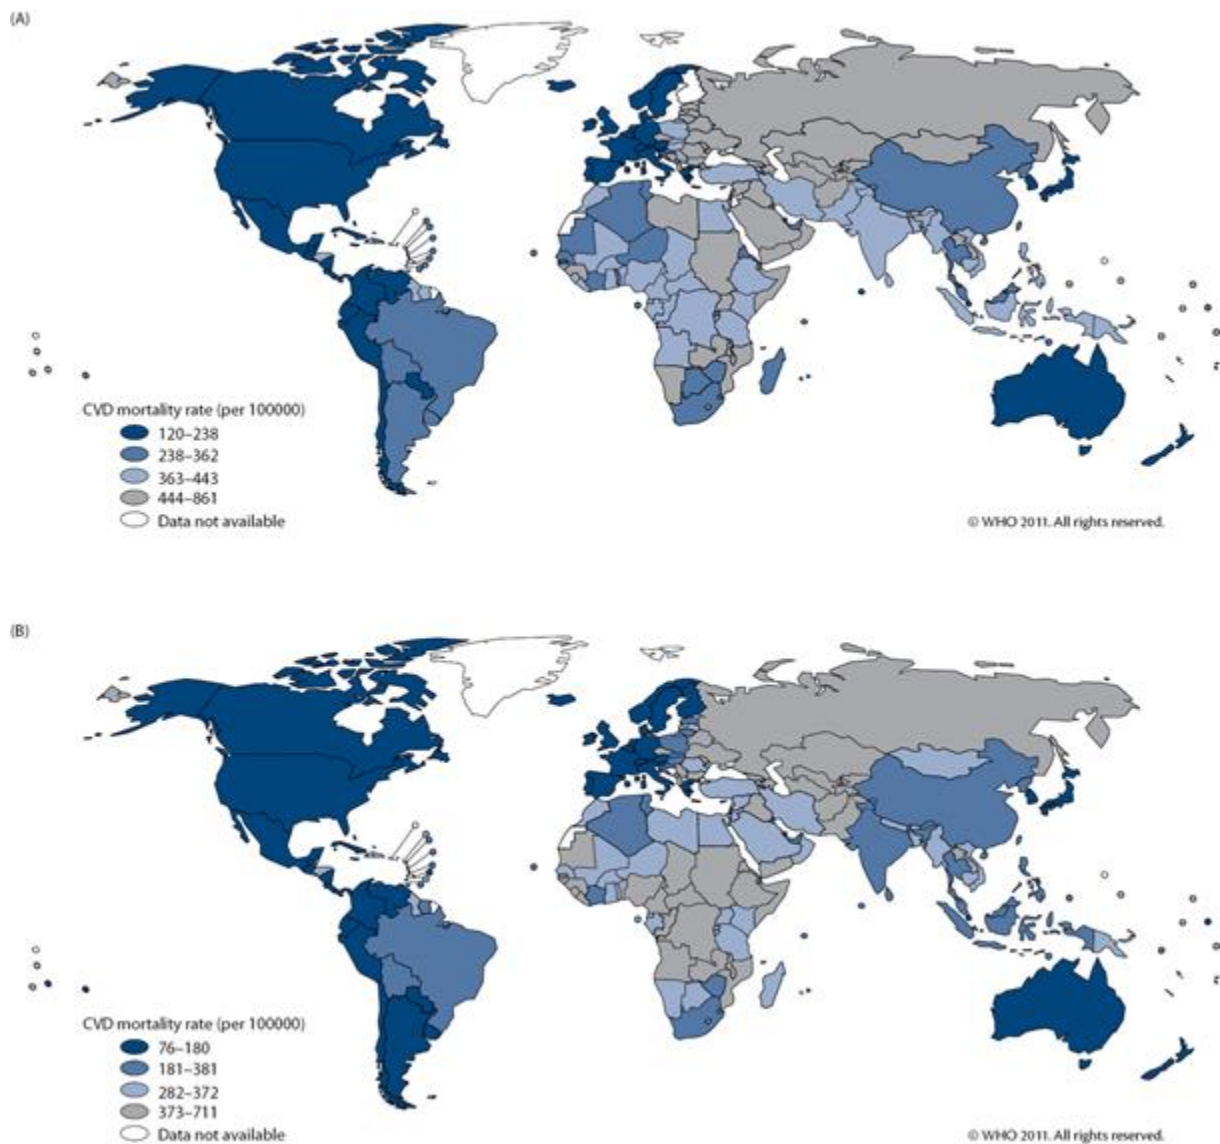 (A)
CVD mortality rate (per 100000)
120–238
238–362
363–443
444–861
Data not available
© WHO 2011. All rights reserved.
(B)
CVD mortality rate (per 100000)
76–180
181–381
282–372
373–711
Data not available
© WHO 2011. All rights reserved.